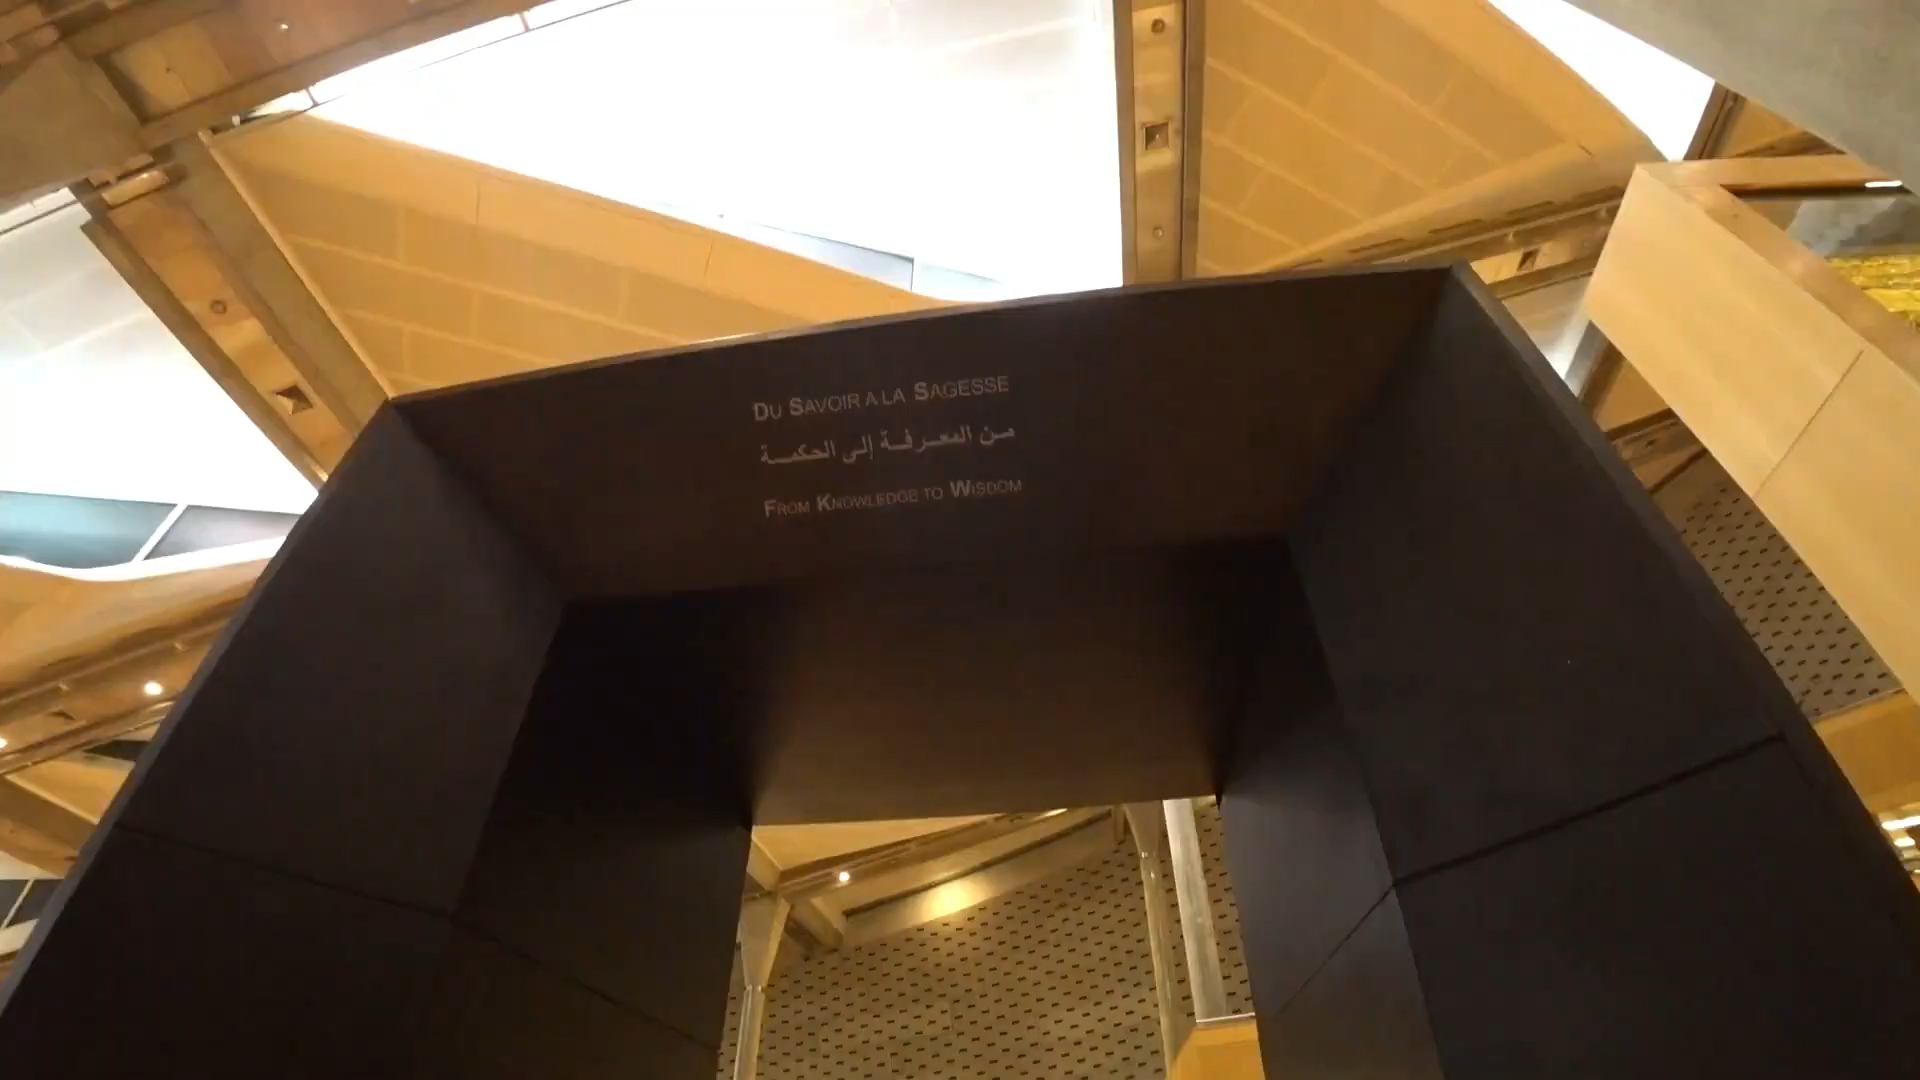 DU SAVOIR A LA SAGESSE
من المعرفة إلى الحكمة
FROM KNOWLEDGE TO WISDOM